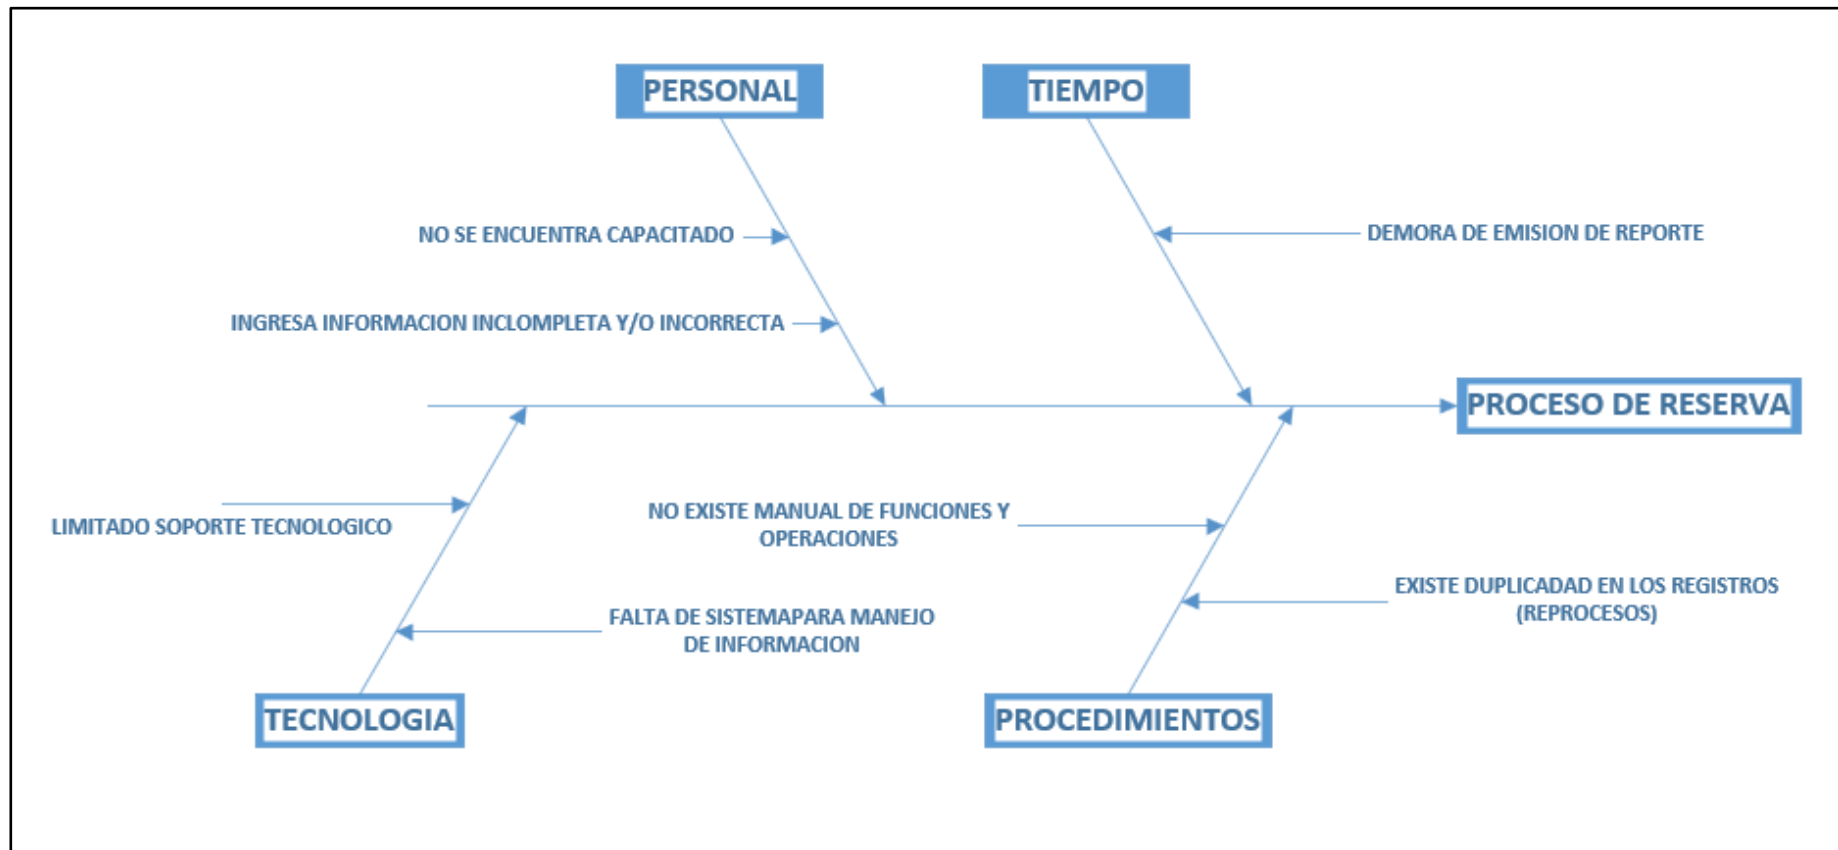 PERSONAL
TIEMPO
NO SE ENCUENTRA CAPACITADO
DEMORA DE EMISION DE REPORTE
INGRESA INFORMACION INCLOMPLETA Y/O INCORRECTA
PROCESO DE RESERVA
LIMITADO SOPORTE TECNOLOGICO
NO EXISTE MANUAL DE FUNCIONES Y
OPERACIONES
EXISTE DUPLICADAD EN LOS REGISTROS
(REPROCESOS)
FALTA DE SISTEMAPARA MANEJO
DE INFORMACION
TECNOLOGIA
PROCEDIMIENTOS